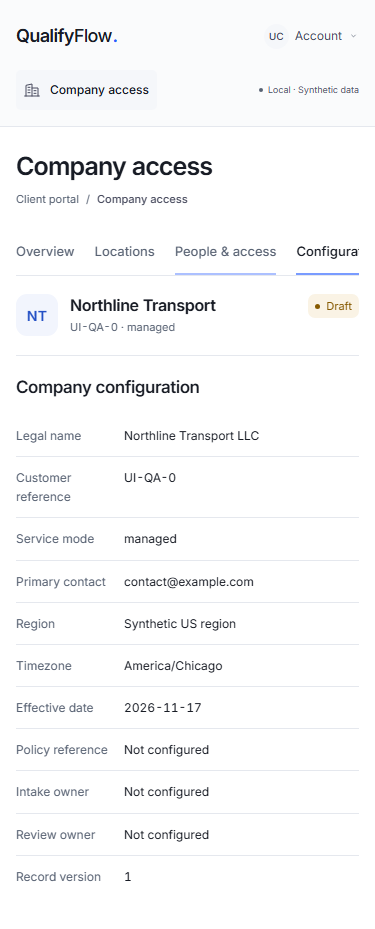 QualifyFlow.
UC Account
Company access
Local · Synthetic data
Company access
Client portal / Company access
Overview Locations People & access Configurat
NT
Northline Transport
UI-QA-0 · managed
Draft
Company configuration
Legal name Northline Transport LLC
Customer reference UI-QA-0
Service mode managed
Primary contact contact@example.com
Region Synthetic US region
Timezone America/Chicago
Effective date 2026-11-17
Policy reference Not configured
Intake owner Not configured
Review owner Not configured
Record version 1